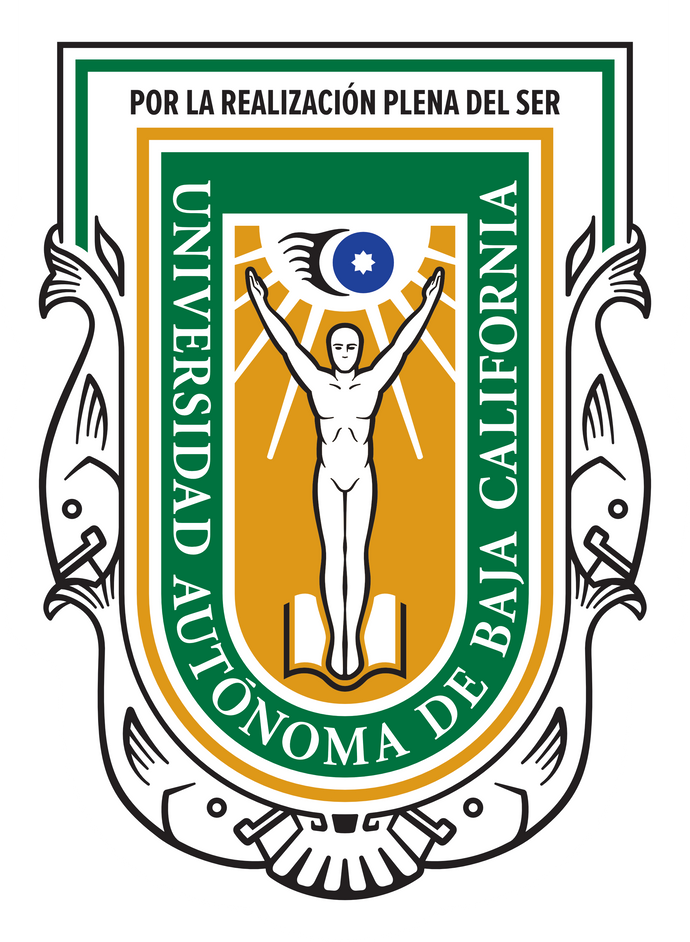 POR LA REALIZACIÓN PLENA DEL SER
UNIVERSIDAD AUTÓNOMA DE BAJA CALIFORNIA